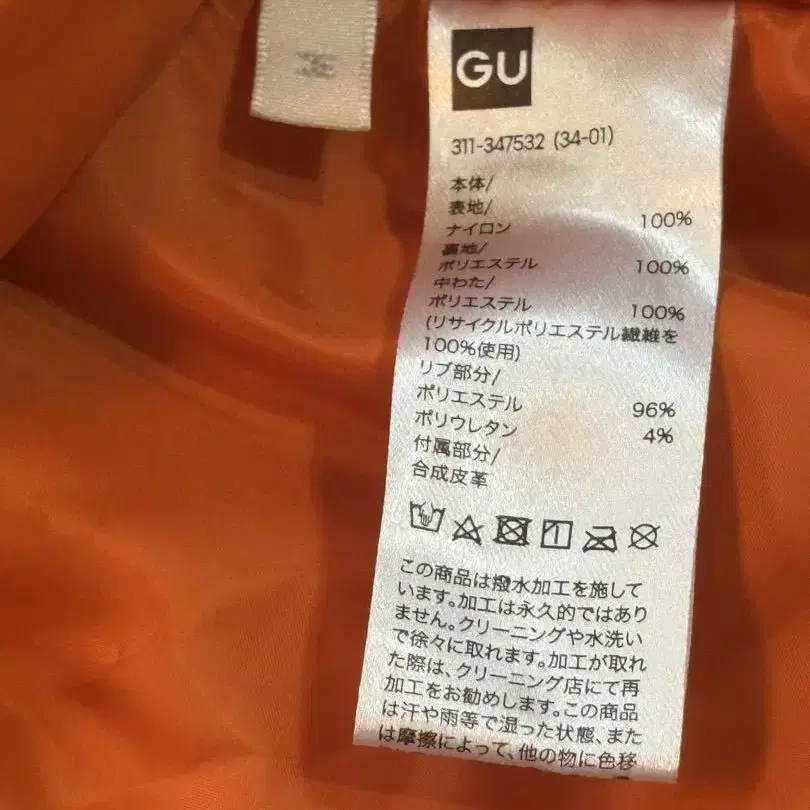 GU
311-347532 (34-01)
本体/
表地/
ナイロン 100%
裏地/
ポリエステル 100%
中わた/
ポリエステル 100%
(リサイクルポリエステル繊維を
100%使用)
リブ部分/
ポリエステル 96%
ポリウレタン 4%
付属部分/
合成皮革
この商品は撥水加工を施して
います。加工は永久的ではあり
ません。クリーニングや水洗い
で徐々に取れます。加工が取れ
た際は、クリーニング店にて再
加工をお勧めします。この商品
は汗や雨等で湿った状態、また
は摩擦によって、他の物に色移